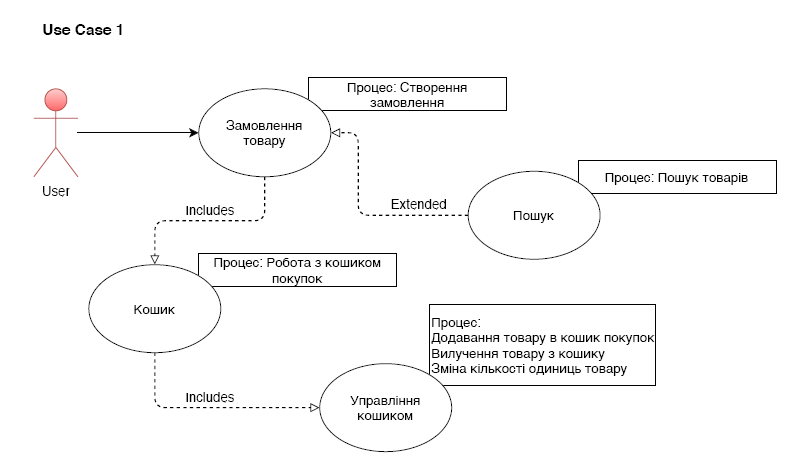 Use Case 1
Процес: Створення
замовлення
Замовлення
товару
User
Процес: Пошук товарів
Extended
Includes
Пошук
Процес: Робота з кошиком
покупок
Кошик
Процес:
Додавання товару в кошик покупок
Вилучення товару з кошику
Зміна кількості одиниць товару
Includes
Управління
кошиком